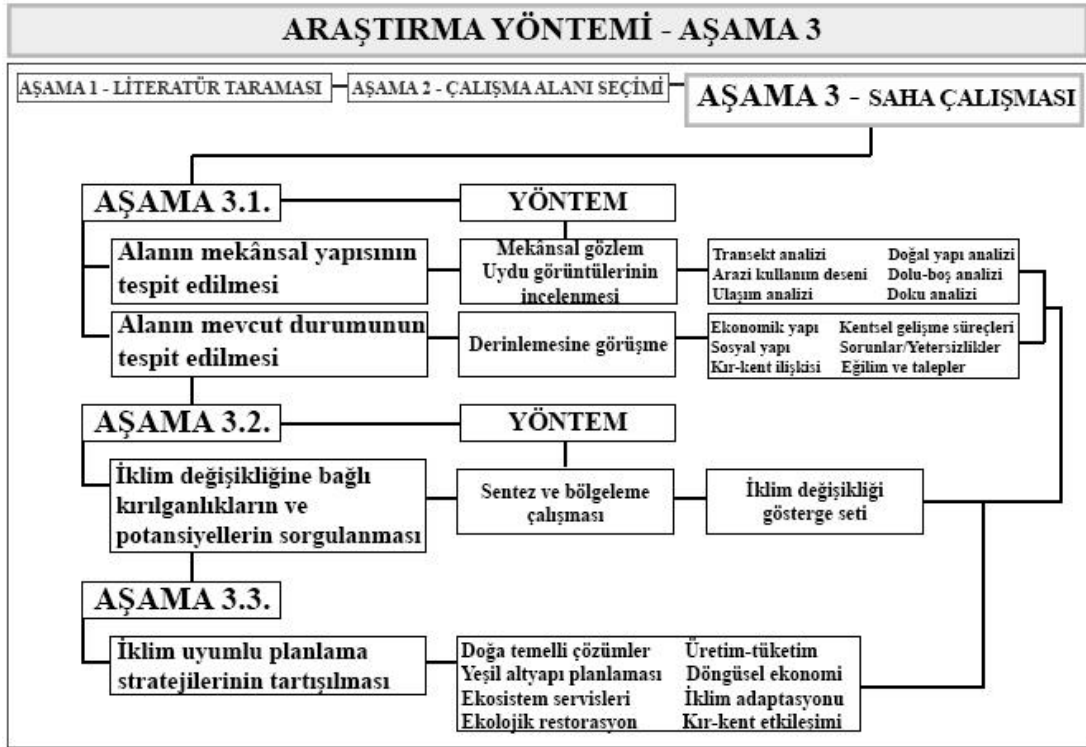 ARAŞTIRMA YÖNTEMİ - AŞAMA 3
AŞAMA 1 - LİTERATÜR TARAMASI
AŞAMA 2 - ÇALIŞMA ALANI SEÇİMİ
AŞAMA 3 - SAHA ÇALIŞMASI
AŞAMA 3.1.
YÖNTEM
Alanın mekânsal yapısının
tespit edilmesi
Mekânsal gözlem
Uydu görüntülerinin
incelenmesi
Transekt analizi
Arazi kullanım deseni
Ulaşım analizi
Doğal yapı analizi
Dolu-boş analizi
Doku analizi
Alanın mevcut durumunun
tespit edilmesi
Derinlemesine görüşme
Ekonomik yapı
Sosyal yapı
Kır-kent ilişkisi
Kentsel gelişme süreçleri
Sorunlar/Yetersizlikler
Eğilim ve talepler
AŞAMA 3.2.
YÖNTEM
İklim değişikliğine bağlı
kırılganlıkların ve
potansiyellerin sorgulanması
Sentez ve bölgeleme
çalışması
İklim değişikliği
gösterge seti
AŞAMA 3.3.
İklim uyumlu planlama
stratejilerinin tartışılması
Doğa temelli çözümler
Yeşil altyapı planlaması
Ekosistem servisleri
Ekolojik restorasyon
Üretim-tüketim
Döngüsel ekonomi
İklim adaptasyonu
Kır-kent etkileşimi